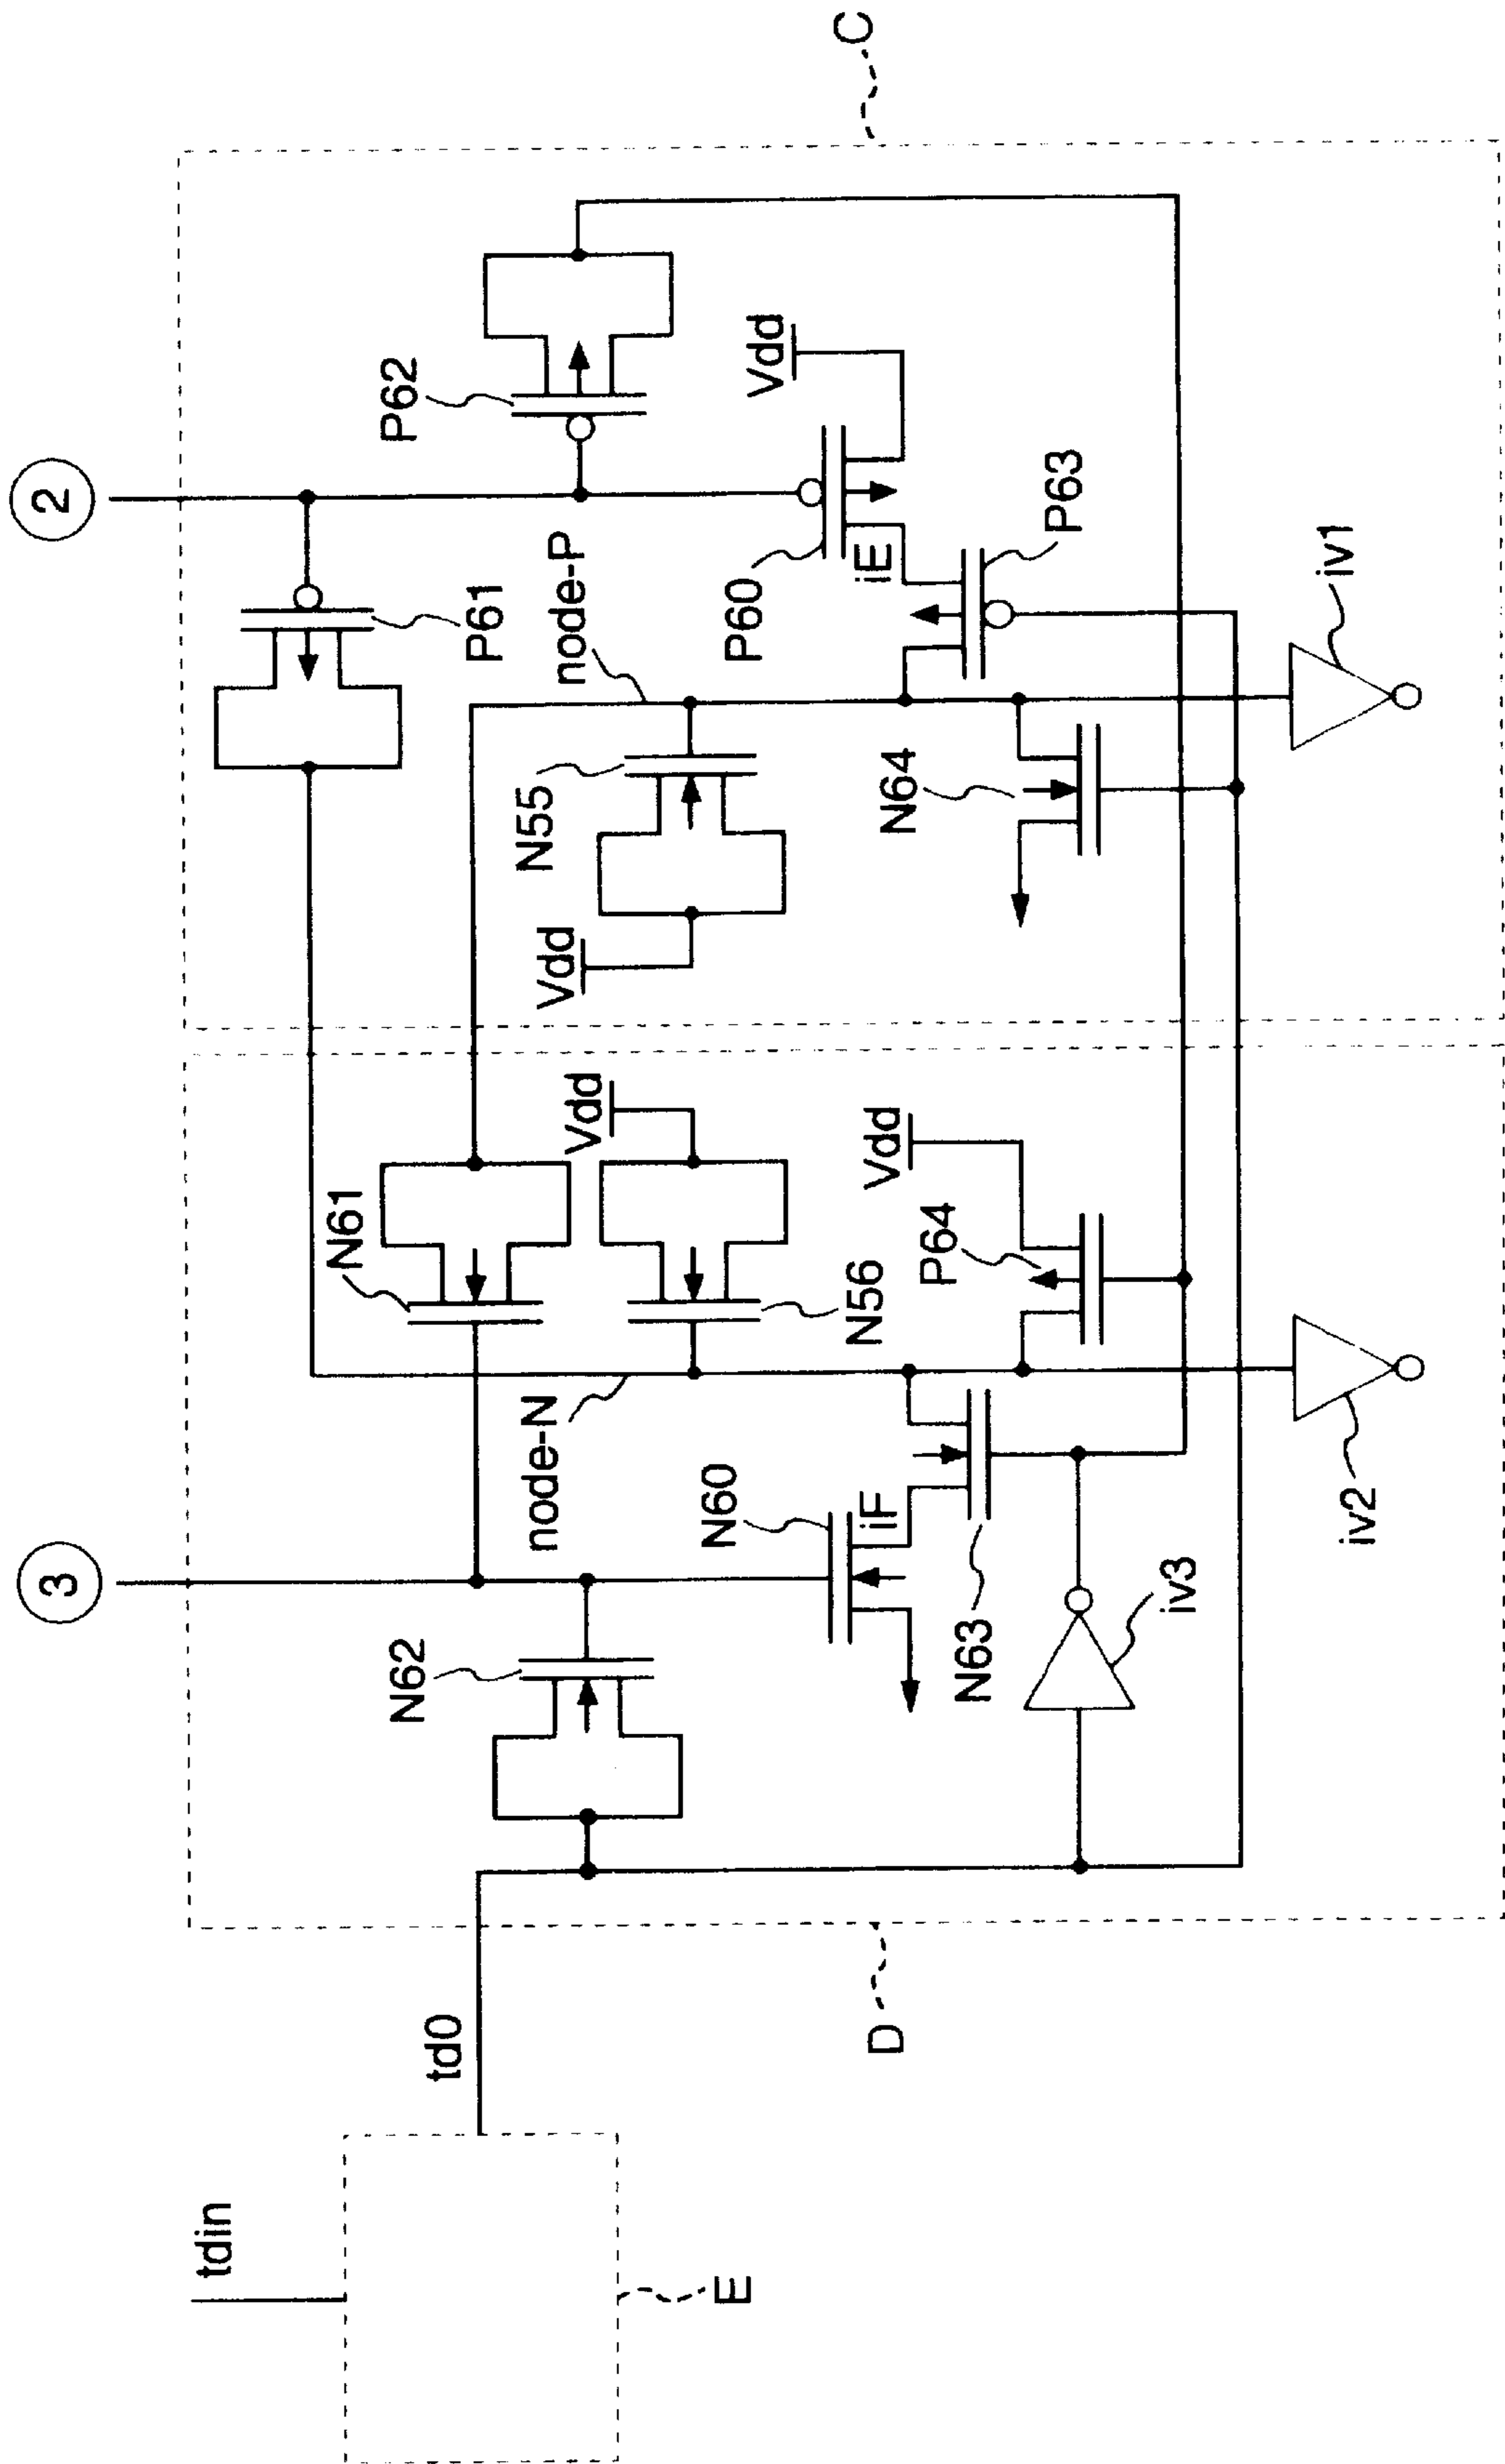 2
C
P62
Vdd
P61
node-P
P60
iE
P63
N55
Vdd
N64
iv1
N61
Vdd
Vdd
P64
N56
node-N
3
N60
iF
iv2
N62
N63
iv3
td0
D
tdin
E